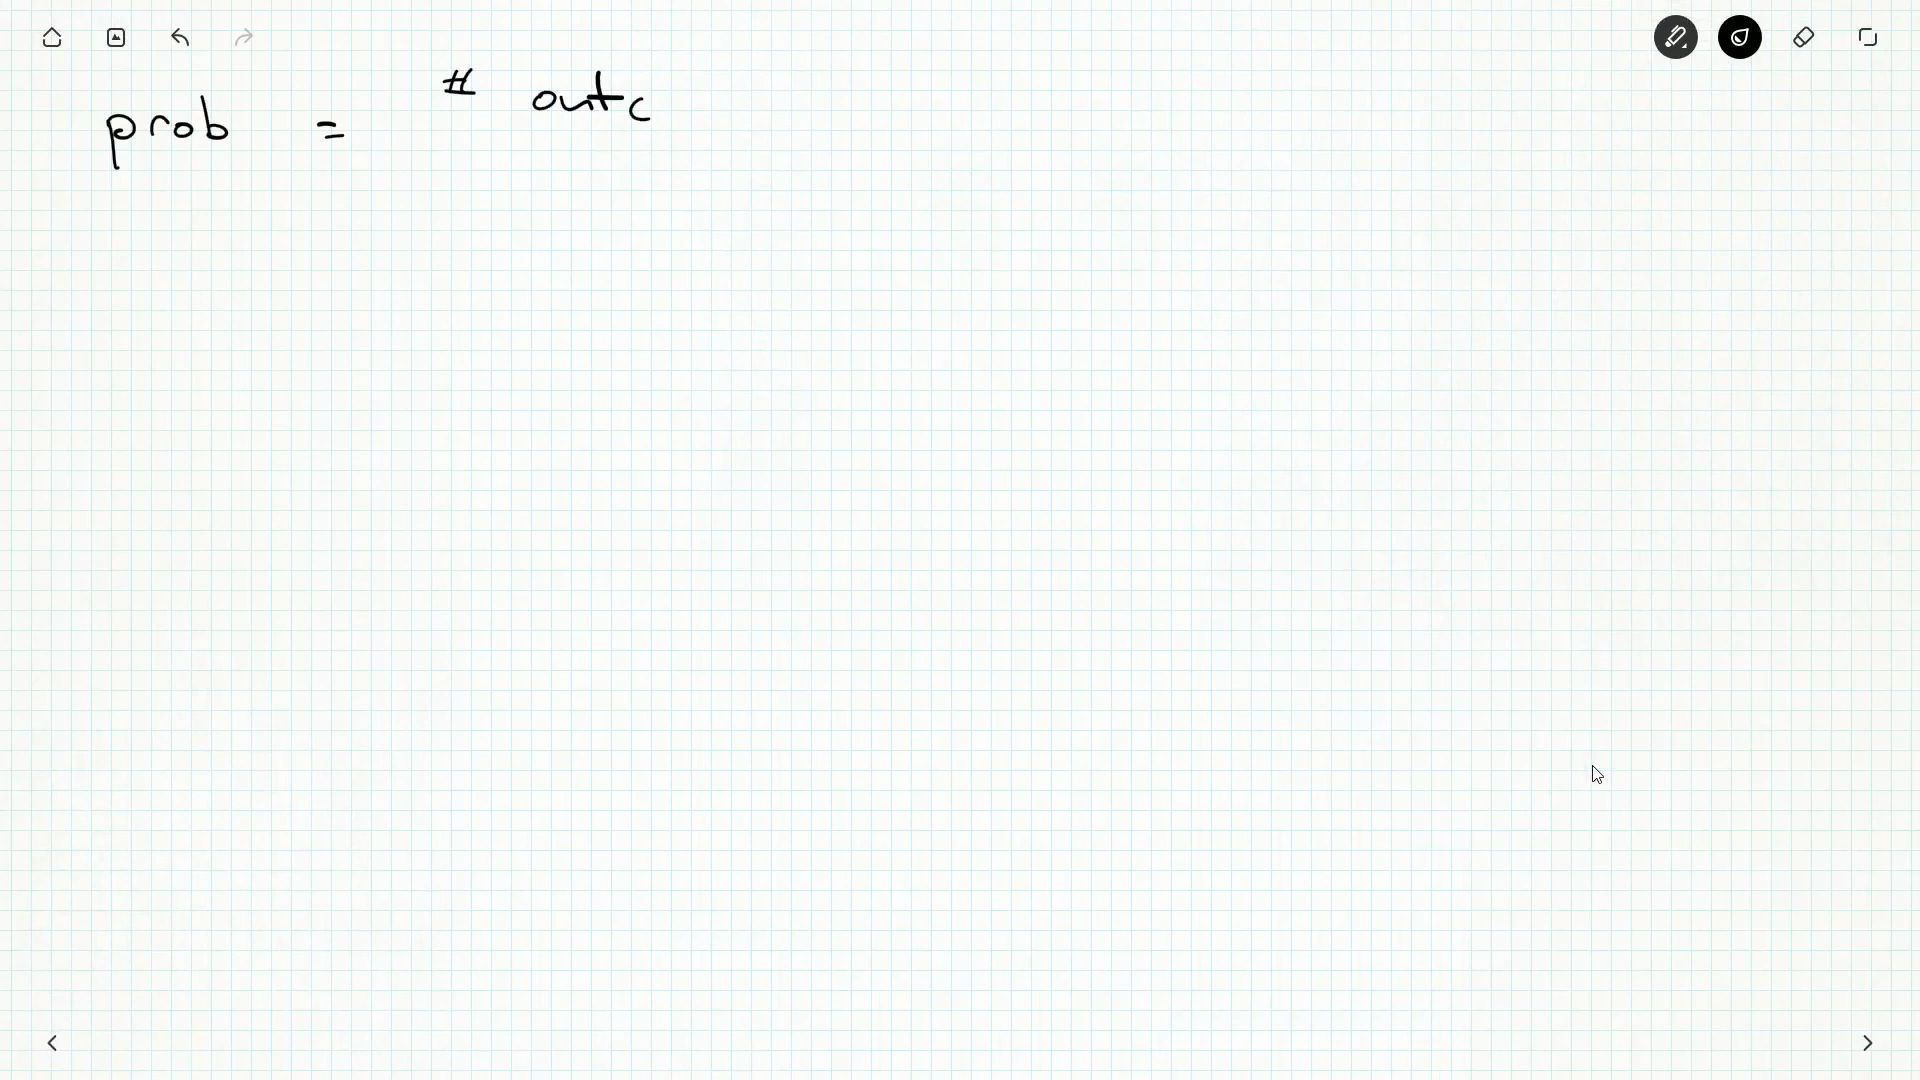 prob = # outc